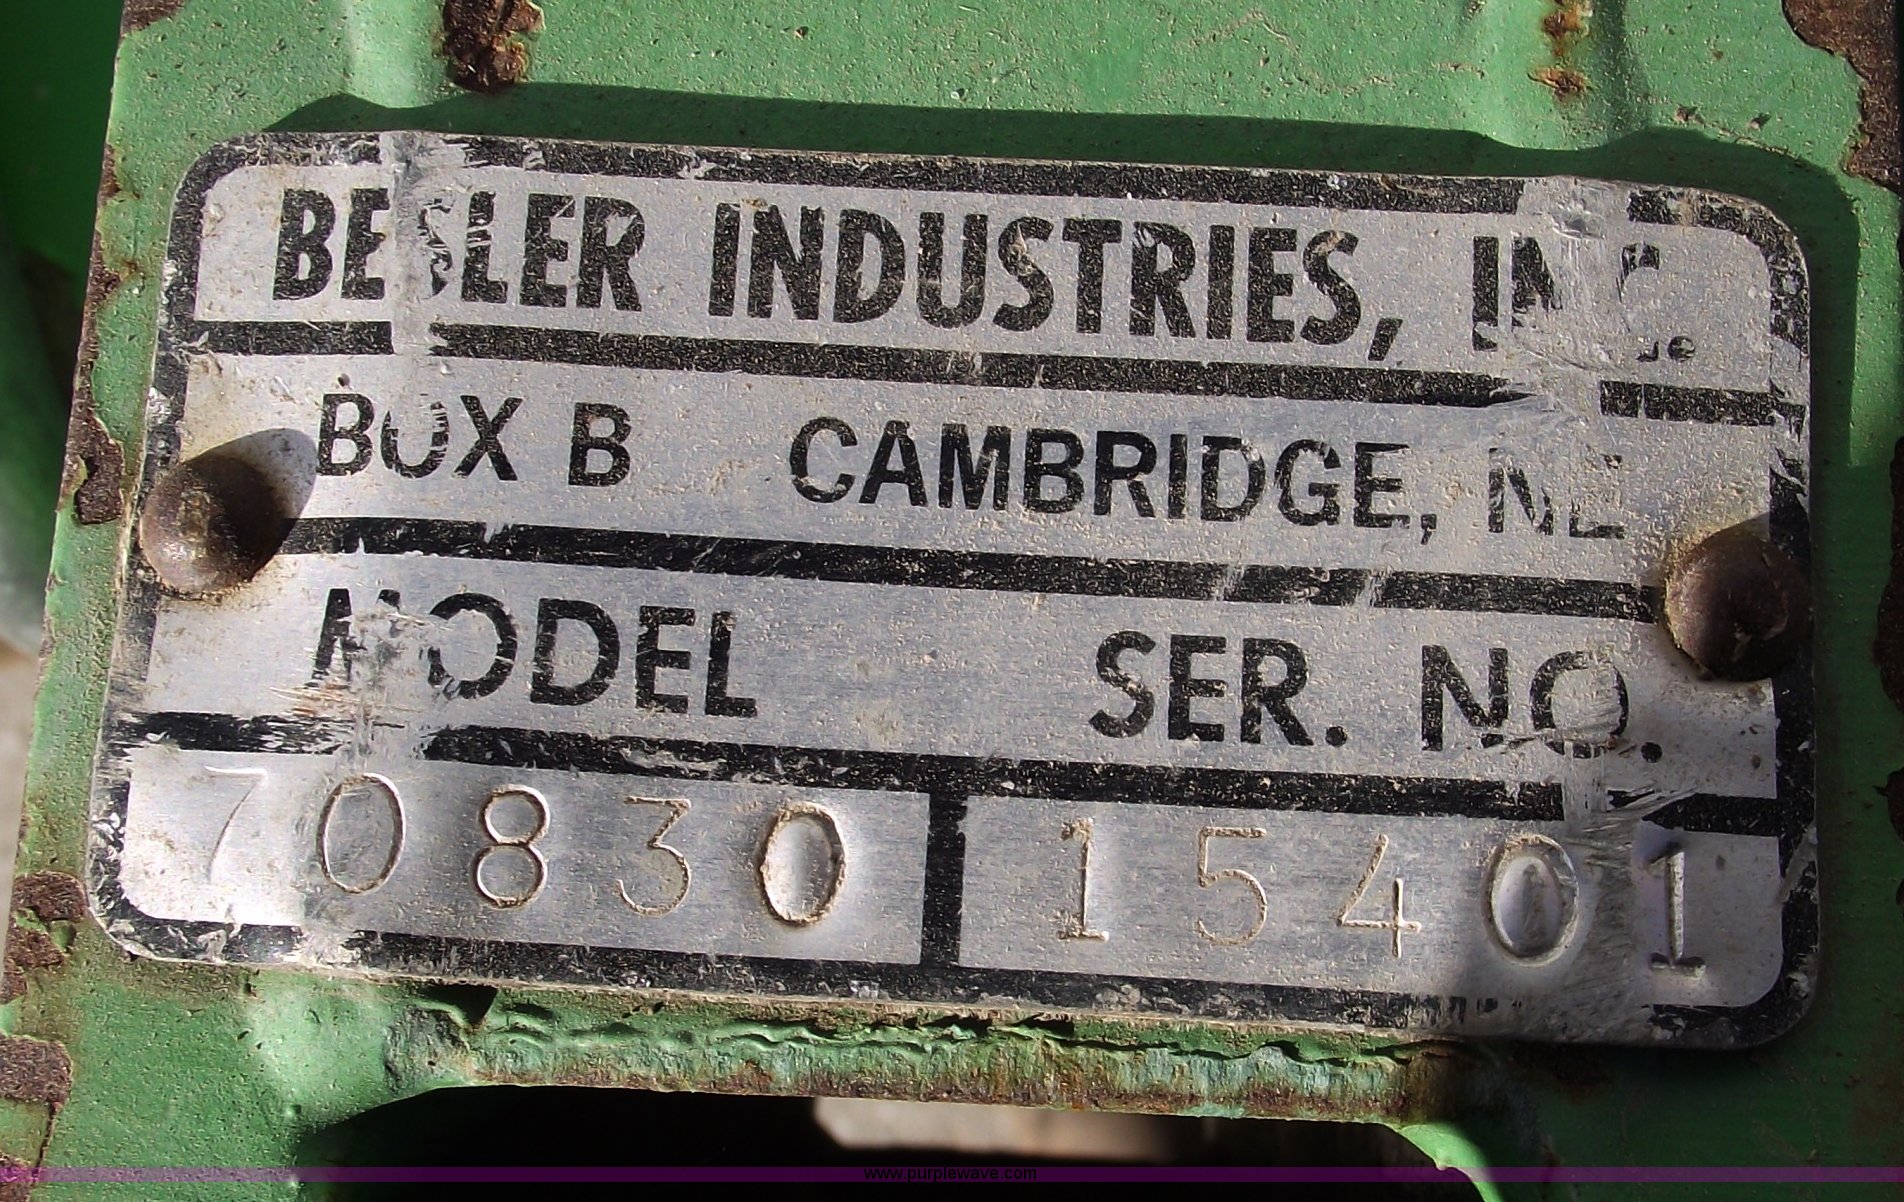 BESLER INDUSTRIES, INC.
BOX B CAMBRIDGE, NE
MODEL SER. NO.
70830 15401
www.purplewave.com